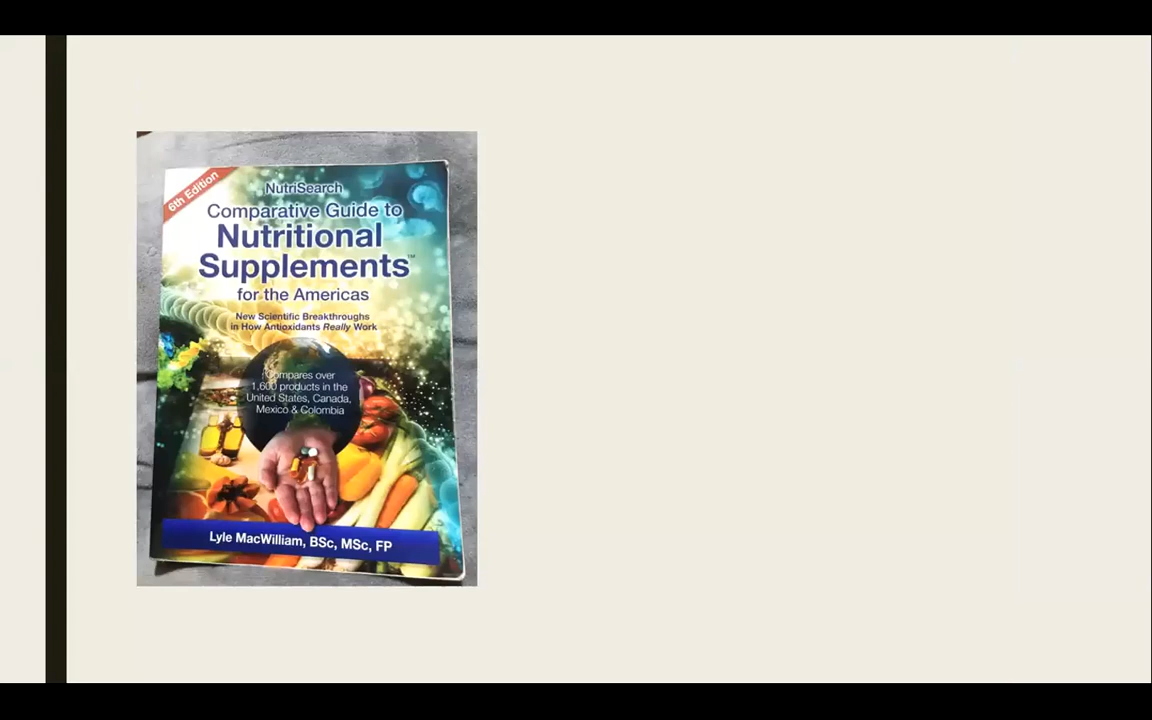 6th Edition
NutriSearch
Comparative Guide to
Nutritional
Supplements™
for the Americas
New Scientific Breakthroughs
in How Antioxidants Really Work
Compares over
1,600 products in the
United States, Canada,
Mexico & Colombia
Lyle MacWilliam, BSc, MSc, FP